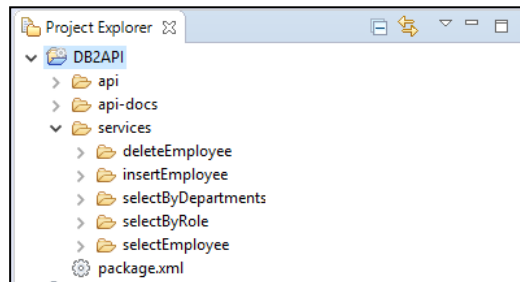 Project Explorer
DB2API
api
api-docs
services
deleteEmployee
insertEmployee
selectByDepartments
selectByRole
selectEmployee
package.xml